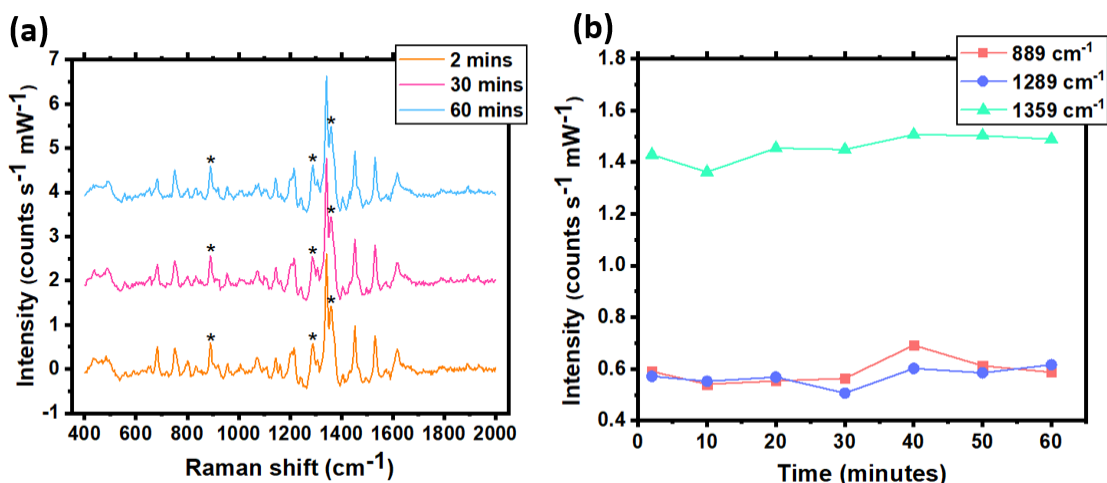 (a)
7
6
5
4
3
2
1
0
-1
Intensity (counts s-1 mW-1)
2 mins
30 mins
60 mins
*
*
*
*
*
*
*
*
*
400 600 800 1000 1200 1400 1600 1800 2000
Raman shift (cm-1)
(b)
1.8
1.6
1.4
1.2
1.0
0.8
0.6
0.4
Intensity (counts s-1 mW-1)
889 cm-1
1289 cm-1
1359 cm-1
0 10 20 30 40 50 60
Time (minutes)